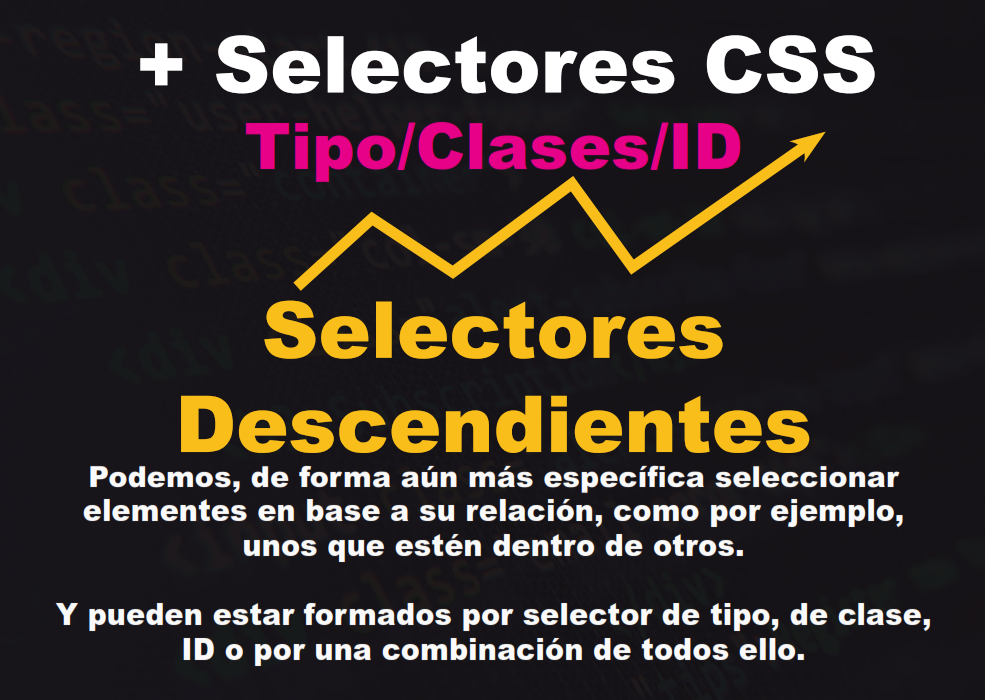 + Selectores CSS
Tipo/Clases/ID
Selectores
Descendientes
Podemos, de forma aún más específica seleccionar
elementes en base a su relación, como por ejemplo,
unos que estén dentro de otros.
Y pueden estar formados por selector de tipo, de clase,
ID o por una combinación de todos ello.